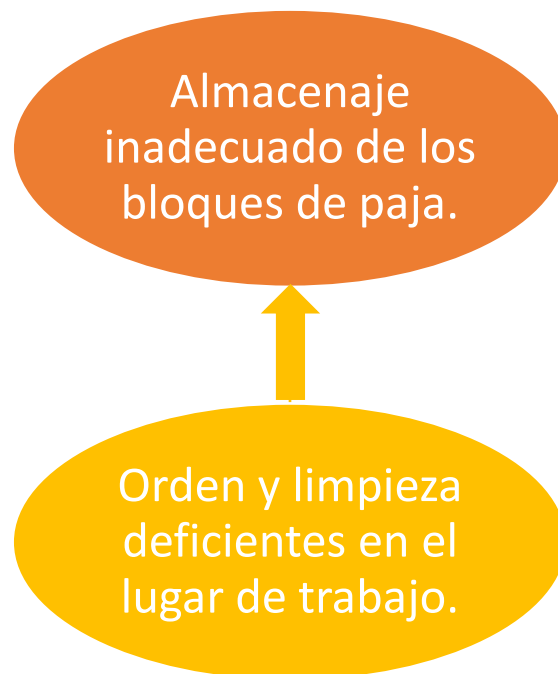 Almacenaje
inadecuado de los
bloques de paja.
Orden y limpieza
deficientes en el
lugar de trabajo.